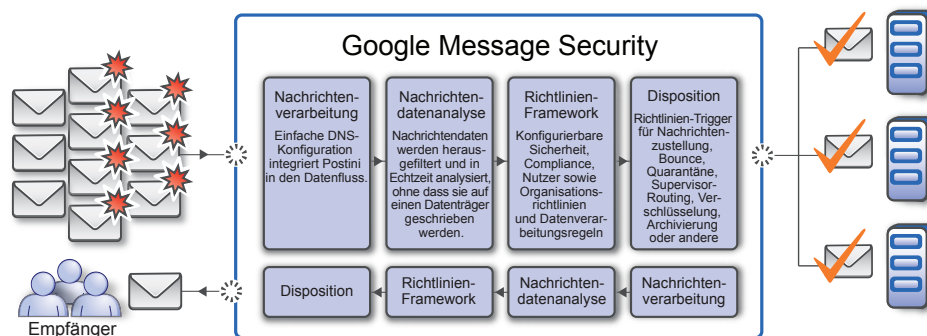 Google Message Security
Nachrichten-
verarbeitung
Einfache DNS-
Konfiguration
integriert Postini
in den Datenfluss.
Nachrichten-
datenanalyse
Nachrichtendaten
werden heraus-
gefiltert und in
Echtzeit analysiert,
ohne dass sie auf
einen Datenträger
geschrieben
werden.
Richtlinien-
Framework
Konfigurierbare
Sicherheit,
Compliance,
Nutzer sowie
Organisations-
richtlinien
und Datenverar-
beitungsregeln
Disposition
Richtlinien-Trigger
für Nachrichten-
zustellung,
Bounce,
Quarantäne,
Supervisor-
Routing, Ver-
schlüsselung,
Archivierung
oder andere
Disposition
Richtlinien-
Framework
Nachrichten-
datenanalyse
Nachrichten-
verarbeitung
Empfänger